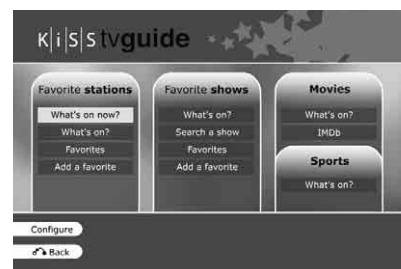 K|i|S|S tvguide
Favorite stations
What's on now?
What's on?
Favorites
Add a favorite
Favorite shows
What's on?
Search a show
Favorites
Add a favorite
Movies
What's on?
IMDb
Sports
What's on?
Configure
Back